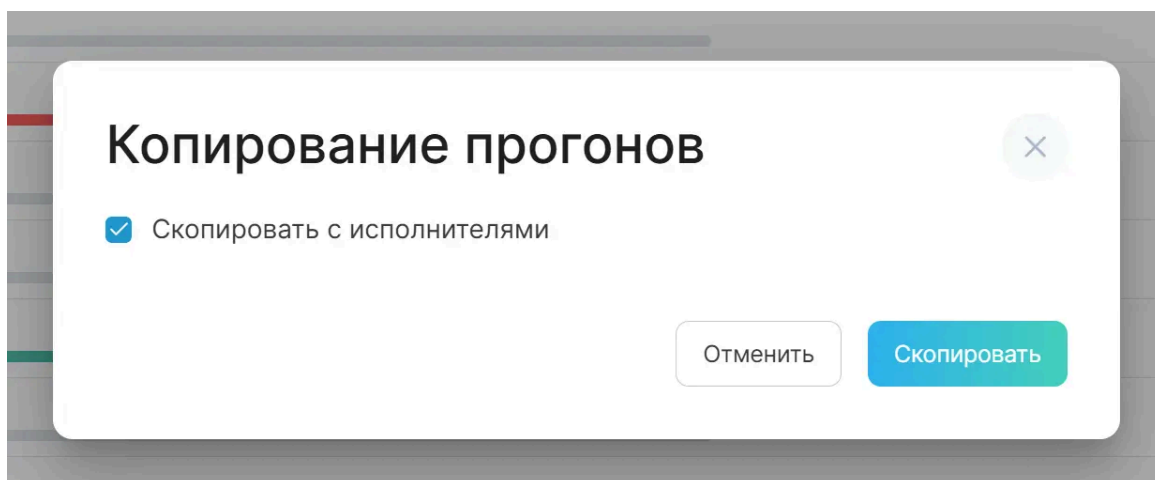 Копирование прогонов
Скопировать с исполнителями
Отменить
Скопировать